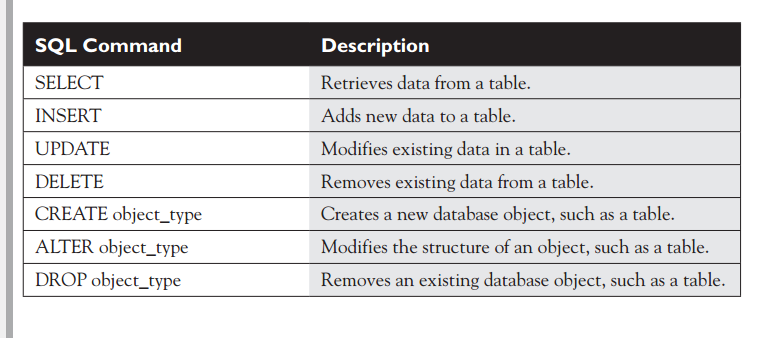 SQL Command Description
SELECT Retrieves data from a table.
INSERT Adds new data to a table.
UPDATE Modifies existing data in a table.
DELETE Removes existing data from a table.
CREATE object_type Creates a new database object, such as a table.
ALTER object_type Modifies the structure of an object, such as a table.
DROP object_type Removes an existing database object, such as a table.